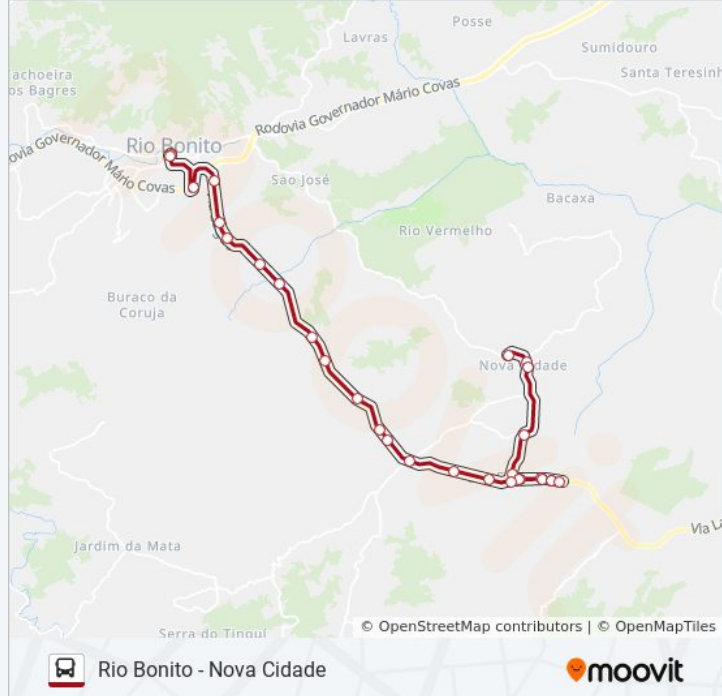 Posse
Lavras
Sumidouro
Santa Teresinh
achoeira
os Bagres
Rodovia Governador Mário Covas
Rio Bonito
ovia Governador Mário Covas
Sao José
Bacaxa
Rio Vermelho
Buraco da
Coruja
Nova Cidade
Via La
Jardim da Mata
Serra do Tingui
© OpenStreetMap contributors | © OpenMapTiles
Rio Bonito - Nova Cidade
moovit